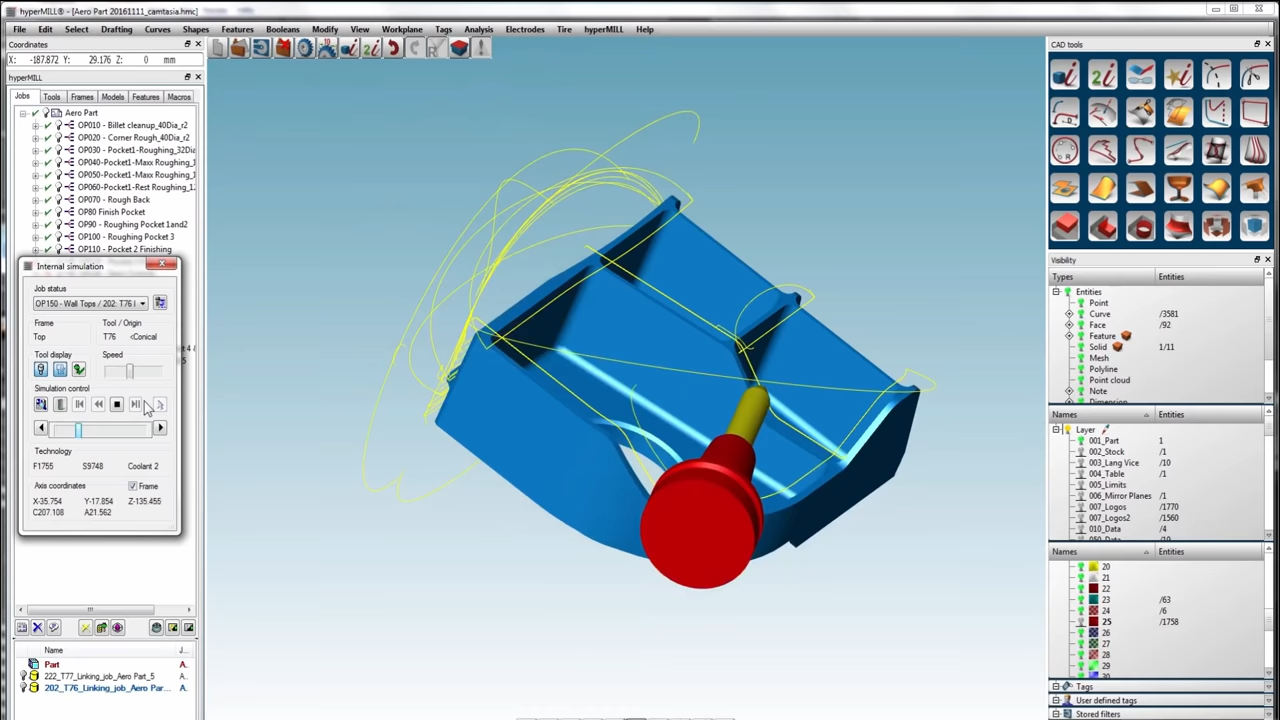 hyperMILL® - [Aero Part 20161111_camtasia.hmc]
File Edit Select Drafting Curves Shapes Features Booleans Modify View Workplane Tags Analysis Electrodes Tire hyperMILL Help
Coordinates
X: -187.872 Y: 29.176 Z: 0 mm
hyperMILL
Jobs Tools Frames Models Features Macros
Aero Part
OP010 - Billet cleanup_40Dia_r2
OP020 - Corner Rough_40Dia_r2
OP030 - Pocket1-Roughing_32Dia
OP040-Pocket1-Maxx Roughing_1
OP050-Pocket1-Maxx Roughing_
OP060-Pocket1-Rest Roughing_12
OP070 - Rough Back
OP80 Finish Pocket
OP90 - Roughing Pocket 1and2
OP100 - Roughing Pocket 3
OP110 - Pocket 2 Finishing
Internal simulation
Job status
OP150 - Wall Tops / 202: T76 I
Frame
Tool / Origin
Top
T76 <Conical
Tool display
Speed
Simulation control
Technology
F1755 S9748 Coolant 2
Axis coordinates
Frame
X-35.754 Y-17.854 Z-135.455
C207.108 A21.562
Name J..
Part A.
222_T77_Linking_job_Aero Part_5 A.
202_T76_Linking_job_Aero Par... A.
CAD tools
Visibility
Types Entities
Entities
Point
Curve /3581
Face /92
Feature
Solid 1/11
Mesh
Polyline
Point cloud
Note
Dimension
Names Entities
Layer
001_Part 1
002_Stock /1
003_Lang Vice /10
004_Table /1
005_Limits
006_Mirror Planes /1
007_Logos /1770
007_Logos2 /1560
010_Data /4
Names Entities
20
21
22
23 /63
24 /6
25 /1758
26
27
28
29
30
Tags
User defined tags
Stored filters